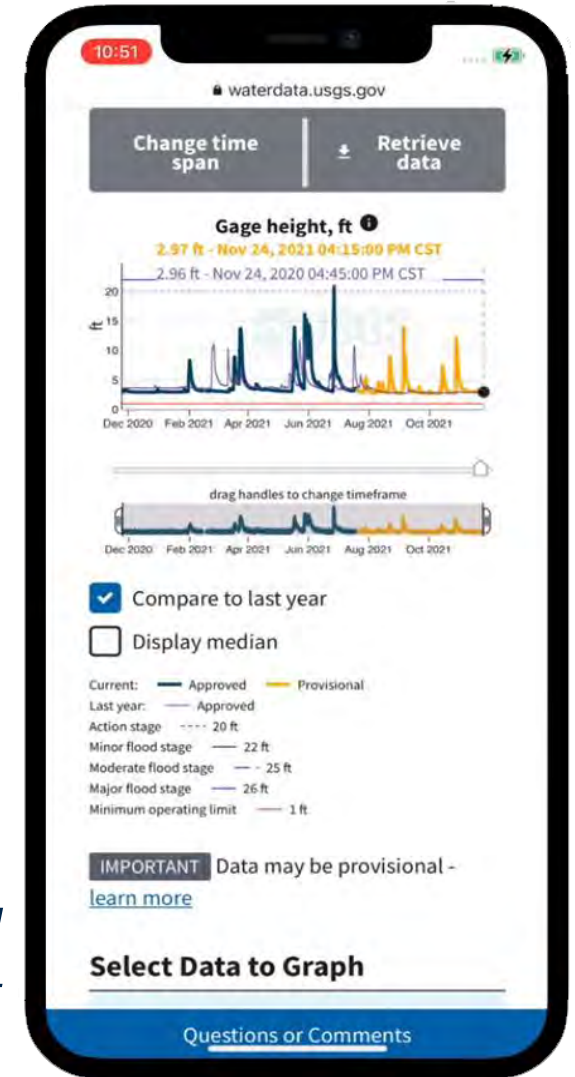 10:51
waterdata.usgs.gov
Change time span
Retrieve data
Gage height, ft
2.97 ft - Nov 24, 2021 04:15:00 PM CST
2.96 ft - Nov 24, 2020 04:45:00 PM CST
ft
20
15
10
5
0
Dec 2020 Feb 2021 Apr 2021 Jun 2021 Aug 2021 Oct 2021
drag handles to change timeframe
Dec 2020 Feb 2021 Apr 2021 Jun 2021 Aug 2021 Oct 2021
Compare to last year
Display median
Current: Approved Provisional
Last year: Approved
Action stage 20 ft
Minor flood stage 22 ft
Moderate flood stage 25 ft
Major flood stage 26 ft
Minimum operating limit 1 ft
IMPORTANT Data may be provisional -
learn more
Select Data to Graph
Questions or Comments